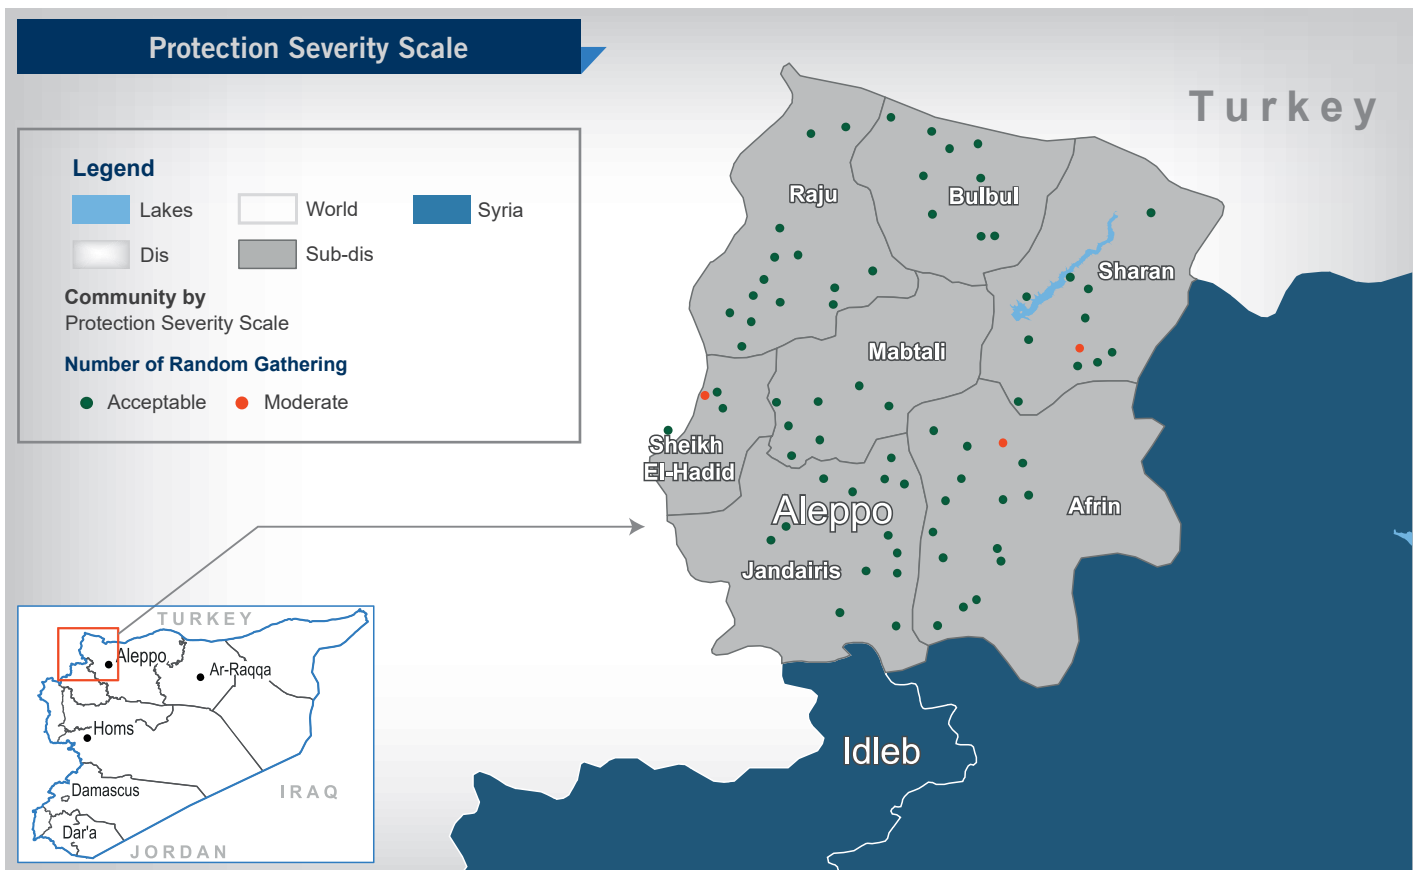 Protection Severity Scale
Turkey
Legend
Lakes
World
Syria
Dis
Sub-dis
Community by
Protection Severity Scale
Number of Random Gathering
Acceptable
Moderate
Raju
Bulbul
Sharan
Mabtali
Sheikh
El-Hadid
Aleppo
Afrin
Jandairis
Idleb
TURKEY
Aleppo
Ar-Raqqa
Homs
Damascus
IRAQ
Dar'a
JORDAN